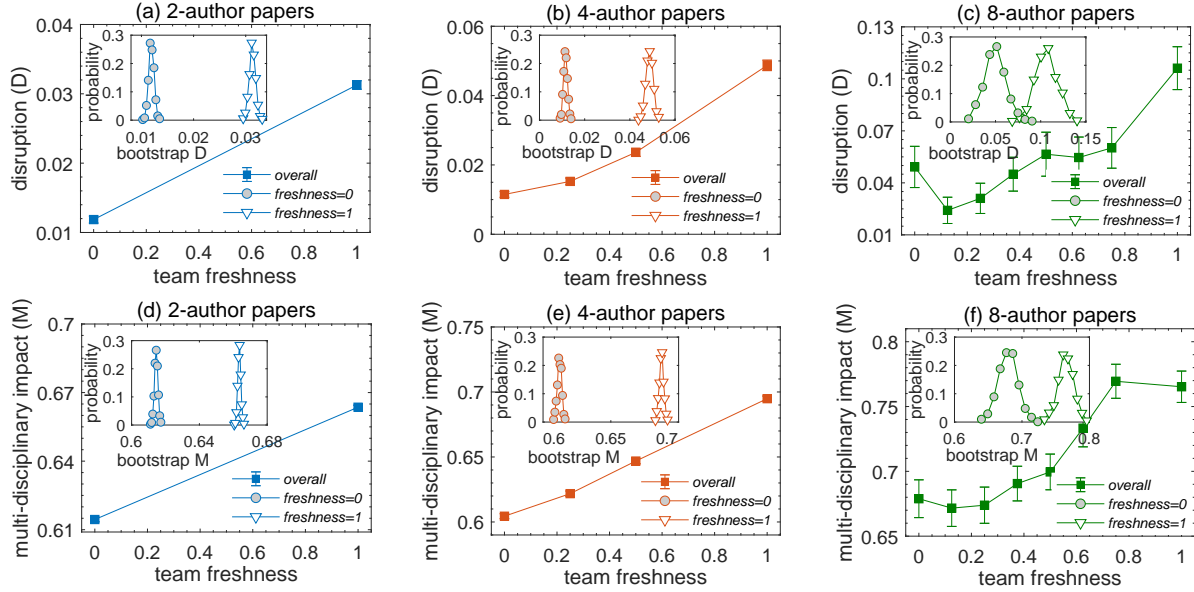 (a) 2-author papers
disruption (D)
0.04
0.03
0.02
0.01
0 0.2 0.4 0.6 0.8 1
team freshness
probability
0.3
0.2
0.1
0
0.01 0.02 0.03
bootstrap D
overall
freshness=0
freshness=1
(b) 4-author papers
disruption (D)
0.06
0.04
0.02
0
0 0.2 0.4 0.6 0.8 1
team freshness
probability
0.3
0.2
0.1
0
0 0.02 0.04 0.06
bootstrap D
overall
freshness=0
freshness=1
(c) 8-author papers
disruption (D)
0.13
0.10
0.07
0.04
0.01
0 0.2 0.4 0.6 0.8 1
team freshness
probability
0.3
0.2
0.1
0
0 0.05 0.1 0.15
bootstrap D
overall
freshness=0
freshness=1
(d) 2-author papers
multi-disciplinary impact (M)
0.7
0.67
0.64
0.61
0 0.2 0.4 0.6 0.8 1
team freshness
probability
0.3
0.2
0.1
0
0.6 0.64 0.68
bootstrap M
overall
freshness=0
freshness=1
(e) 4-author papers
multi-disciplinary impact (M)
0.75
0.7
0.65
0.6
0 0.2 0.4 0.6 0.8 1
team freshness
probability
0.3
0.2
0.1
0
0.6 0.65 0.7
bootstrap M
overall
freshness=0
freshness=1
(f) 8-author papers
multi-disciplinary impact (M)
0.8
0.75
0.7
0.65
0 0.2 0.4 0.6 0.8 1
team freshness
probability
0.3
0.2
0.1
0
0.6 0.7 0.8
bootstrap M
overall
freshness=0
freshness=1